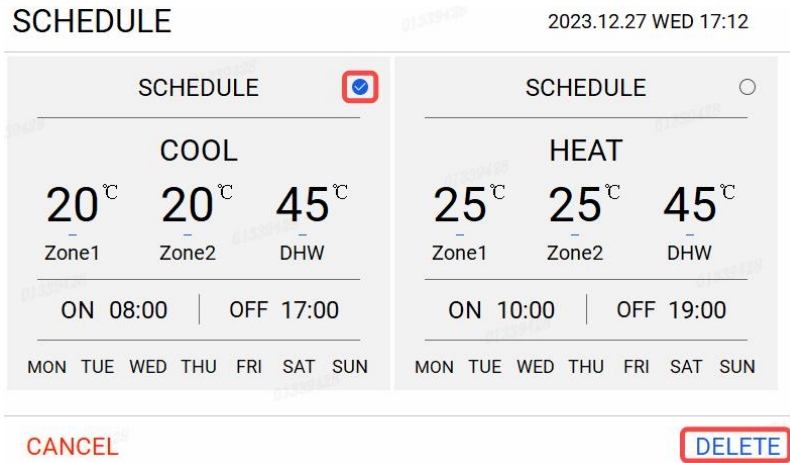 SCHEDULE 2023.12.27 WED 17:12
SCHEDULE
COOL
20℃ 20℃ 45℃
Zone1 Zone2 DHW
ON 08:00 OFF 17:00
MON TUE WED THU FRI SAT SUN
SCHEDULE
HEAT
25℃ 25℃ 45℃
Zone1 Zone2 DHW
ON 10:00 OFF 19:00
MON TUE WED THU FRI SAT SUN
CANCEL DELETE